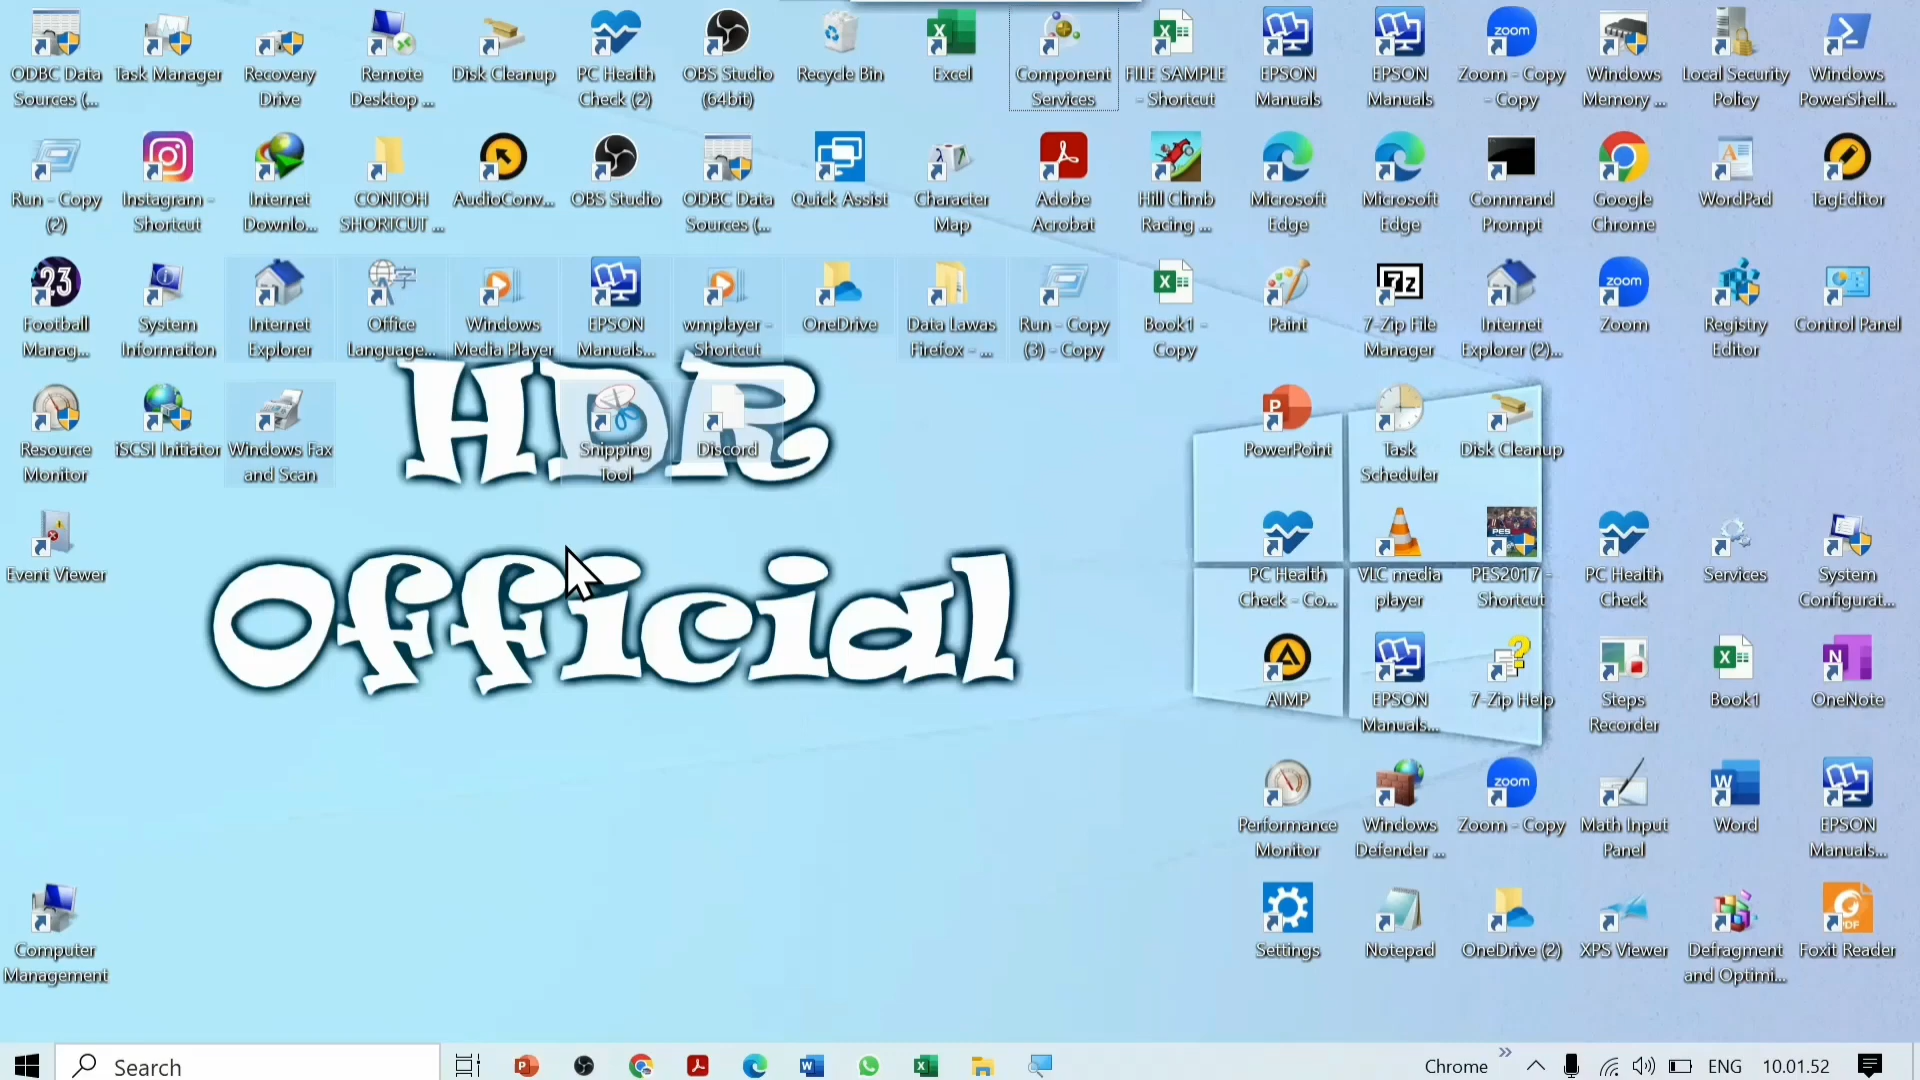 ODBC Data Sources (...
Task Manager
Recovery Drive
Remote Desktop ...
Disk Cleanup
PC Health Check (2)
OBS Studio (64bit)
Recycle Bin
Excel
Component Services
FILE SAMPLE - Shortcut
EPSON Manuals
EPSON Manuals
Zoom - Copy - Copy
Windows Memory ...
Local Security Policy
Windows PowerShell...
Run - Copy (2)
Instagram - Shortcut
Internet Downlo...
CONTOH SHORTCUT ...
AudioConv...
OBS Studio
ODBC Data Sources (...
Quick Assist
Character Map
Adobe Acrobat
Hill Climb Racing ...
Microsoft Edge
Microsoft Edge
Command Prompt
Google Chrome
WordPad
TagEditor
23
Football Manag...
System Information
Internet Explorer
Office Language...
Windows Media Player
EPSON Manuals...
wmplayer - Shortcut
OneDrive
Data Lawas Firefox - ...
Run - Copy (3) - Copy
Book1 - Copy
Paint
7z
7-Zip File Manager
Internet Explorer (2)...
zoom
Zoom
Registry Editor
Control Panel
Resource Monitor
iSCSI Initiator
Windows Fax and Scan
HDR
Snipping Tool
Discord
PowerPoint
Task Scheduler
Disk Cleanup
Event Viewer
Official
PC Health Check - Co...
VLC media player
PES
PES2017 - Shortcut
PC Health Check
Services
System Configurat...
AIMP
EPSON Manuals...
7-Zip Help
Steps Recorder
Book1
OneNote
Performance Monitor
Windows Defender ...
zoom
Zoom - Copy
Math Input Panel
Word
EPSON Manuals...
Computer Management
Settings
Notepad
OneDrive (2)
XPS Viewer
Defragment and Optimi...
Foxit Reader
Search
Chrome
ENG
10.01.52